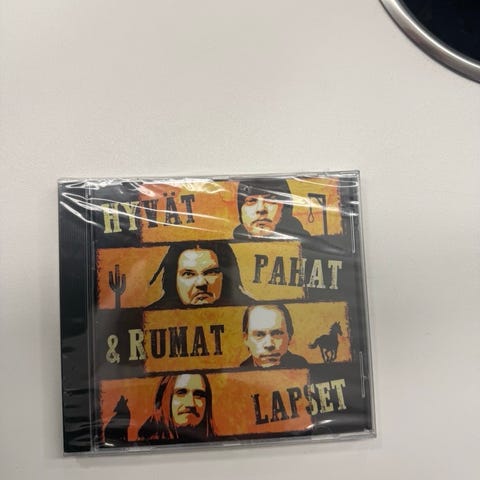 HYVÄT
PAHAT
& RUMAT
LAPSET